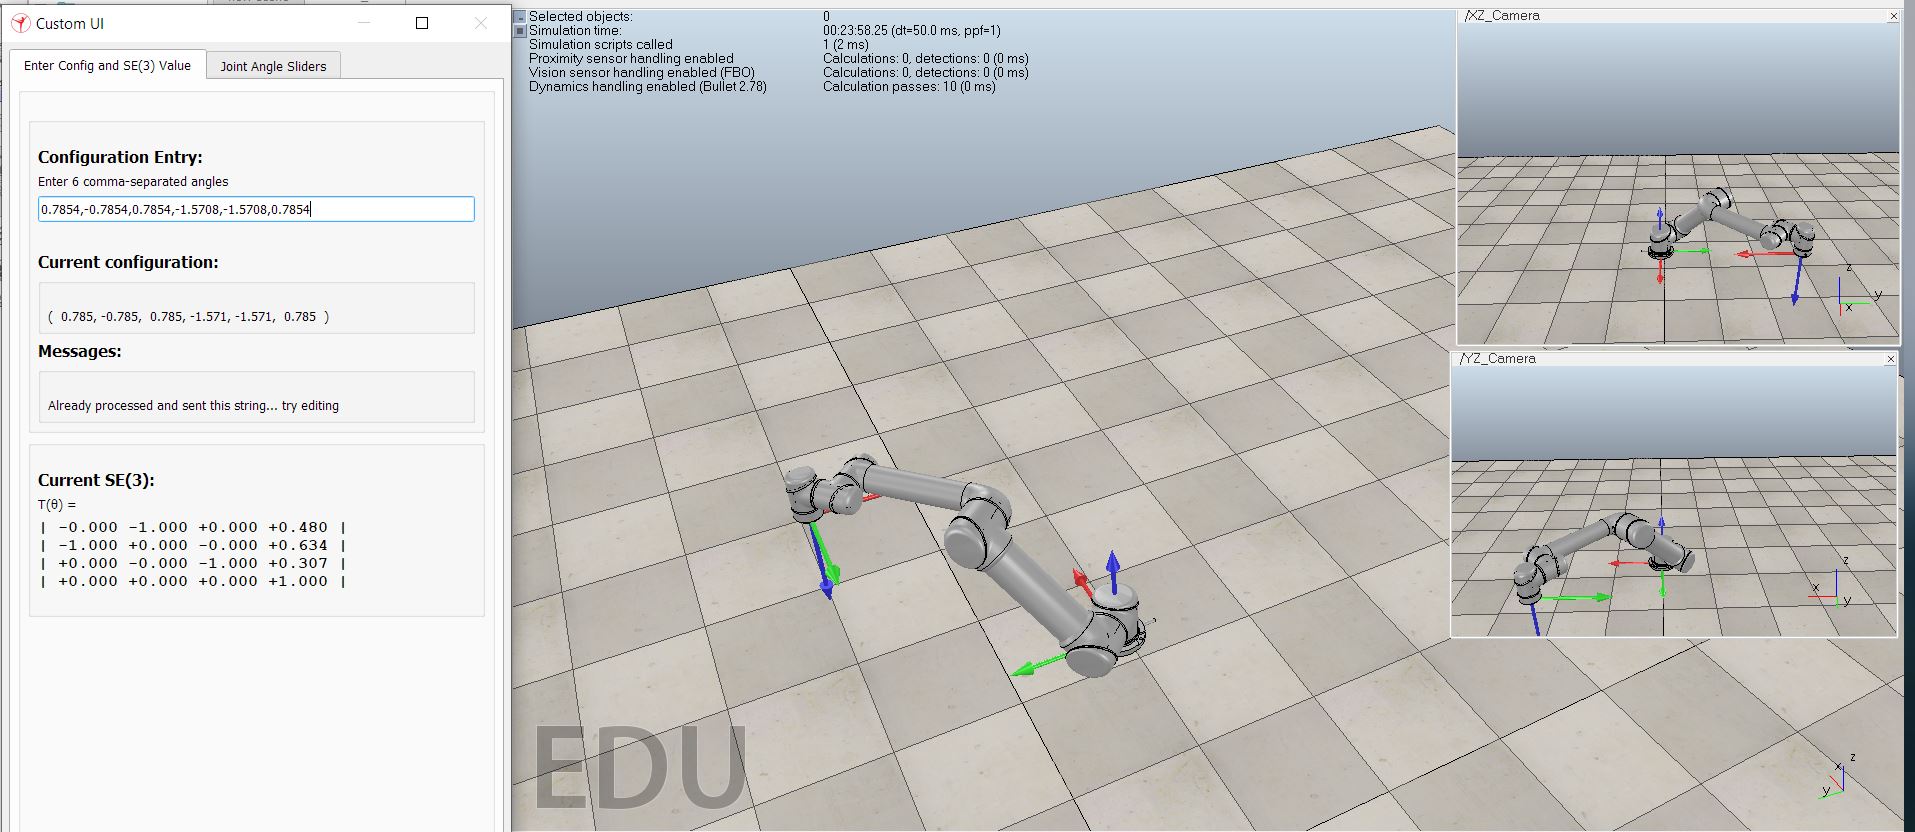 Custom UI
Enter Config and SE(3) Value
Joint Angle Sliders
Configuration Entry:
Enter 6 comma-separated angles
0.7854,-0.7854,0.7854,-1.5708,-1.5708,0.7854
Current configuration:
( 0.785, -0.785, 0.785, -1.571, -1.571, 0.785 )
Messages:
Already processed and sent this string... try editing
Current SE(3):
T(θ) =
| -0.000 -1.000 +0.000 +0.480 |
| -1.000 +0.000 -0.000 +0.634 |
| +0.000 -0.000 -1.000 +0.307 |
| +0.000 +0.000 +0.000 +1.000 |
Selected objects: 0
Simulation time: 00:23:58.25 (dt=50.0 ms, ppf=1)
Simulation scripts called 1 (2 ms)
Proximity sensor handling enabled Calculations: 0, detections: 0 (0 ms)
Vision sensor handling enabled (FBO) Calculations: 0, detections: 0 (0 ms)
Dynamics handling enabled (Bullet 2.78) Calculation passes: 10 (0 ms)
/XZ_Camera
z
y
x
/YZ_Camera
z
x
y
EDU
z
x
y